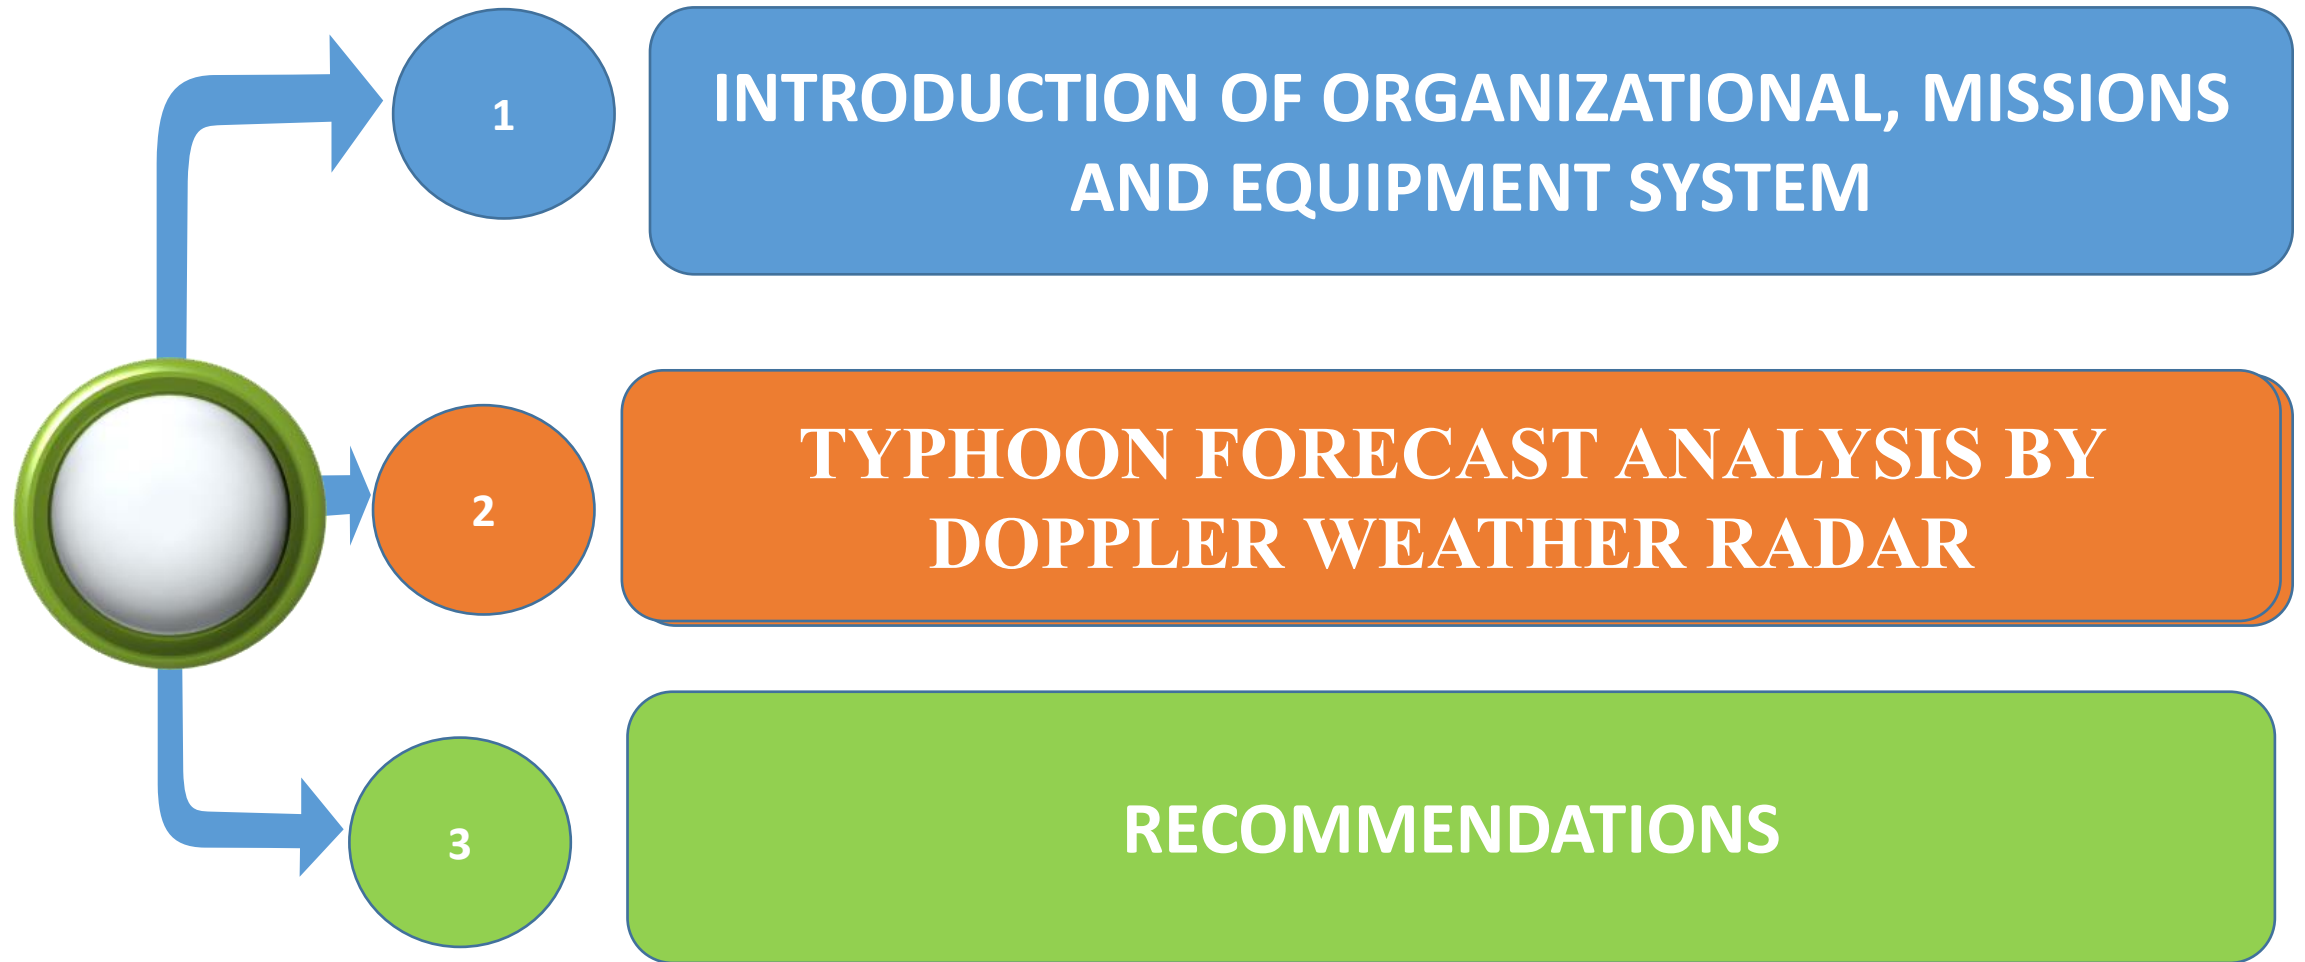 1
INTRODUCTION OF ORGANIZATIONAL, MISSIONS
AND EQUIPMENT SYSTEM
2
TYPHOON FORECAST ANALYSIS BY
DOPPLER WEATHER RADAR
3
RECOMMENDATIONS